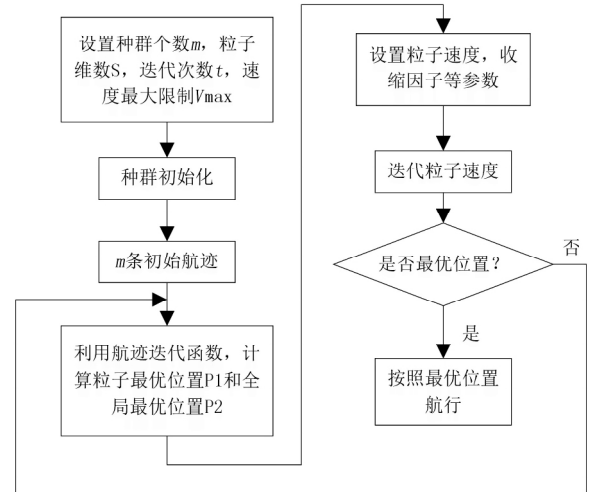 设置种群个数m，粒子
维数S，迭代次数t，速
度最大限制Vmax
种群初始化
m条初始航迹
利用航迹迭代函数，计
算粒子最优位置P1和全
局最优位置P2
设置粒子速度，收
缩因子等参数
迭代粒子速度
是否最优位置？
否
是
按照最优位置
航行